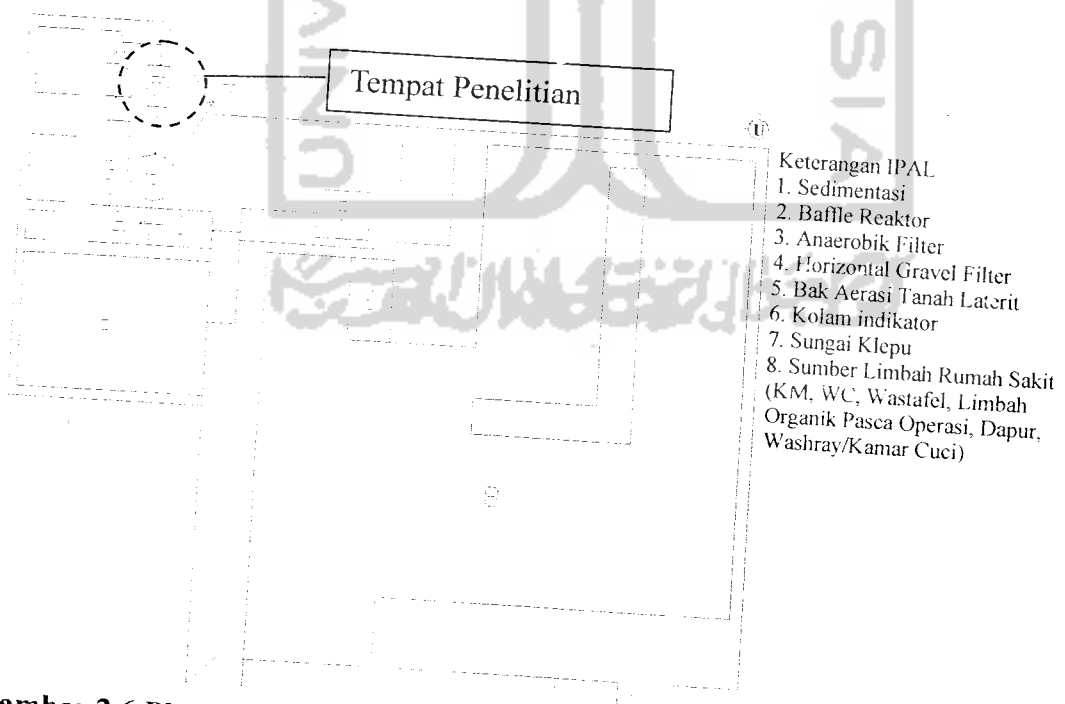 Tempat Penelitian
U
Keterangan IPAL
1. Sedimentasi
2. Baffle Reaktor
3. Anaerobik Filter
4. Horizontal Gravel Filter
5. Bak Aerasi Tanah Laterit
6. Kolam indikator
7. Sungai Klepu
8. Sumber Limbah Rumah Sakit
(KM, WC, Wastafel, Limbah
Organik Pasca Operasi, Dapur,
Washray/Kamar Cuci)